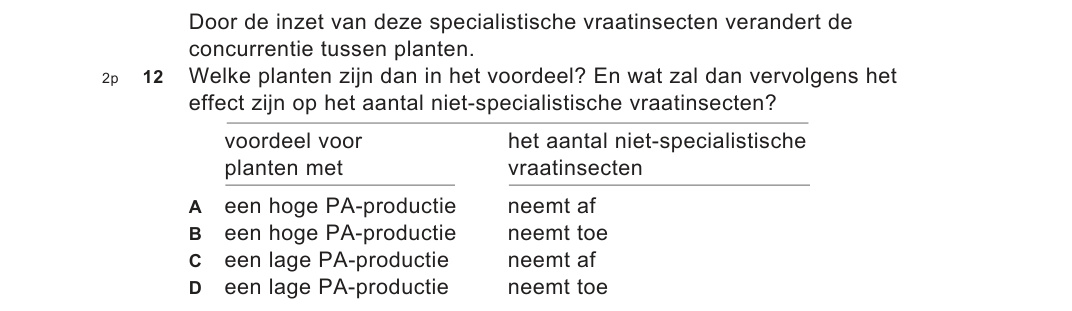 Door de inzet van deze specialistische vraatinsecten verandert de
concurrentie tussen planten.
2p 12 Welke planten zijn dan in het voordeel? En wat zal dan vervolgens het
effect zijn op het aantal niet-specialistische vraatinsecten?
voordeel voor het aantal niet-specialistische
planten met vraatinsecten
A een hoge PA-productie neemt af
B een hoge PA-productie neemt toe
C een lage PA-productie neemt af
D een lage PA-productie neemt toe